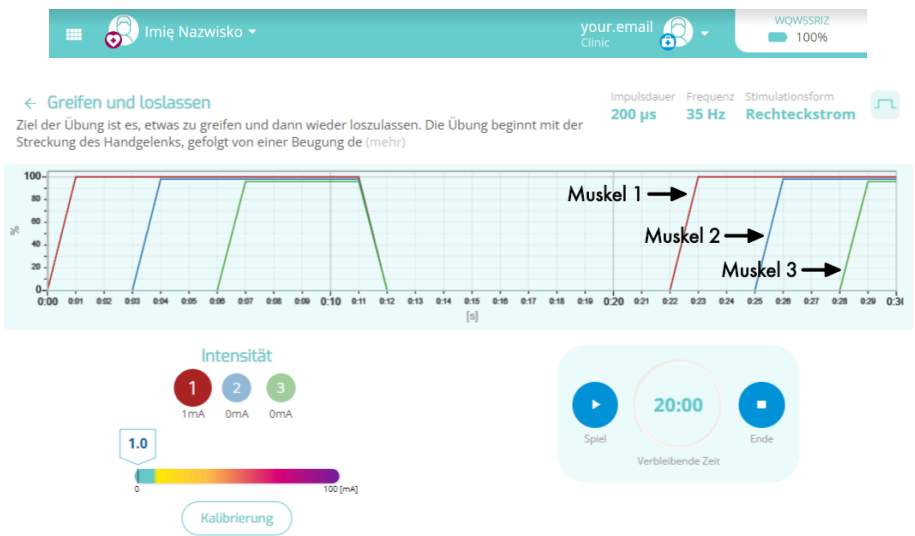 Imię Nazwisko
your.email
Clinic
WQWSSRIZ
100%
Greifen und loslassen
Ziel der Übung ist es, etwas zu greifen und dann wieder loszulassen. Die Übung beginnt mit der
Streckung des Handgelenks, gefolgt von einer Beugung de (mehr)
Impulsdauer Frequenz Stimulationsform
200 µs 35 Hz Rechteckstrom
100
80
60
40
20
0
%
Muskel 1
Muskel 2
Muskel 3
0:00 0:01 0:02 0:03 0:04 0:05 0:06 0:07 0:08 0:09 0:10 0:11 0:12 0:13 0:14 0:15 0:16 0:17 0:18 0:19 0:20 0:21 0:22 0:23 0:24 0:25 0:26 0:27 0:28 0:29
[s]
Intensität
1 2 3
1mA 0mA 0mA
1.0
0 100 [mA]
Kalibrierung
20:00
Spiel Ende
Verbleibende Zeit